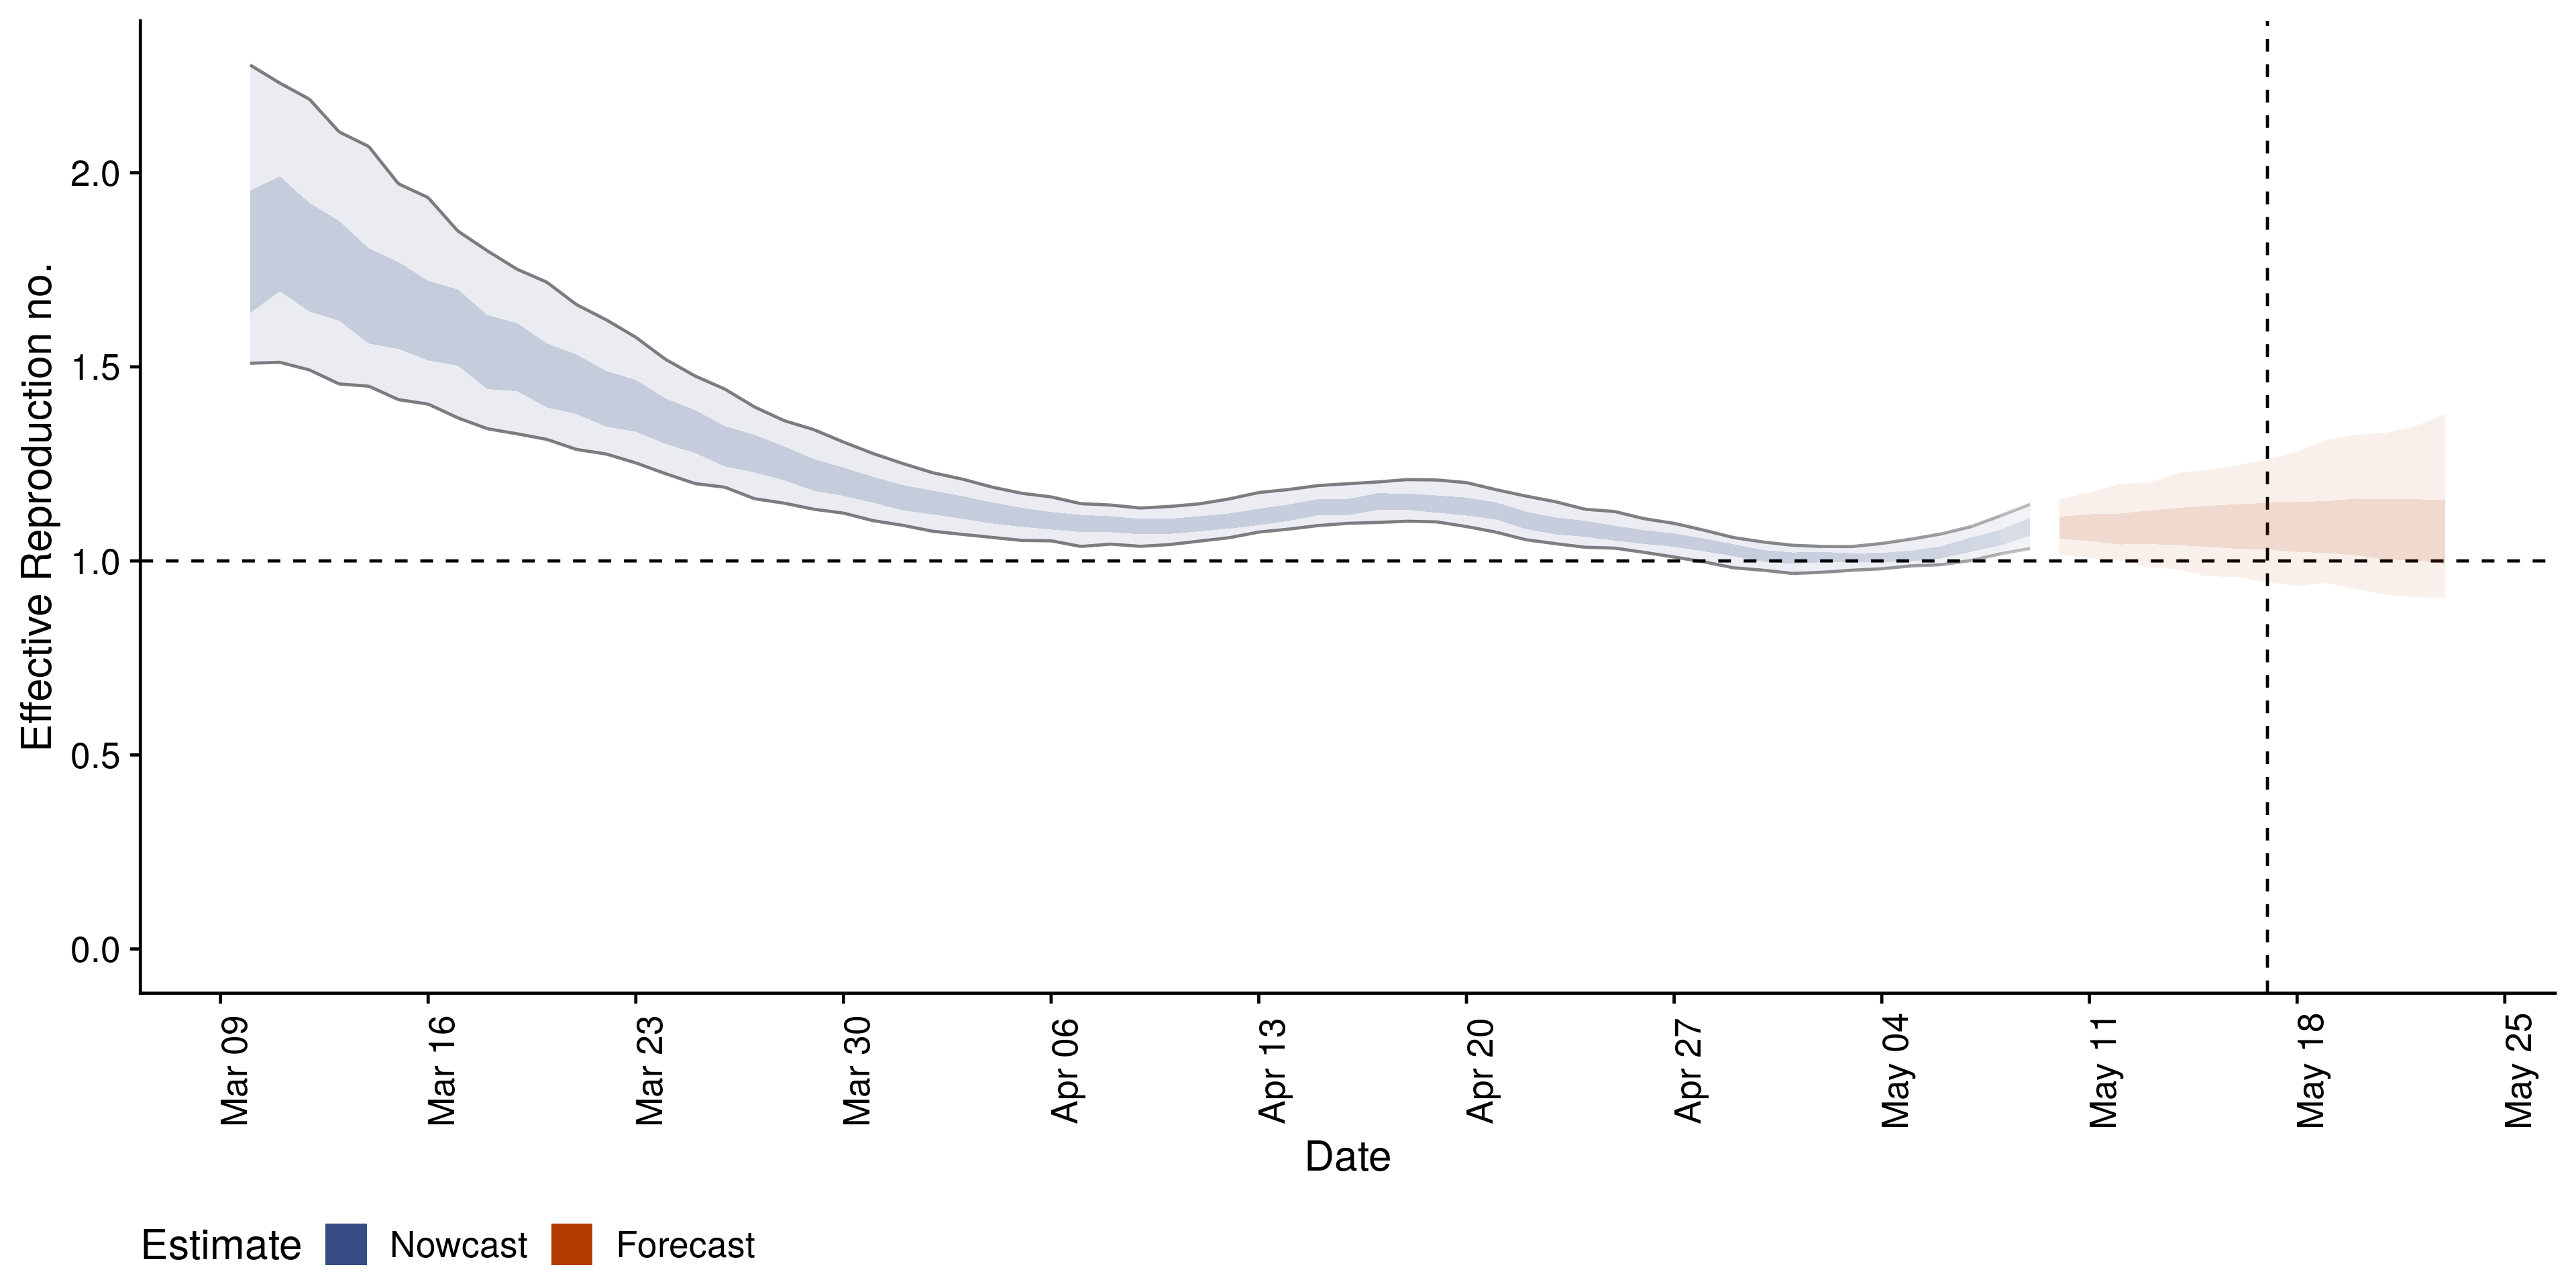 Effective Reproduction no.
2.0
1.5
1.0
0.5
0.0
Mar 09
Mar 16
Mar 23
Mar 30
Apr 06
Apr 13
Apr 20
Apr 27
May 04
May 11
May 18
May 25
Date
Estimate Nowcast Forecast